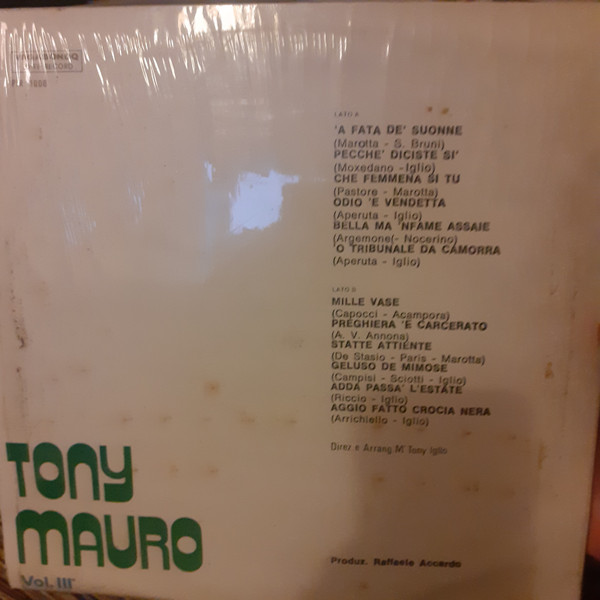 RECORD
LATO A
'A FATA DE' SUONNE
(Marotta - S. Bruni)
PECCHE' DICISTE SI'
(Moxedano - Iglio)
CHE FEMMENA SI TU
(Pastore - Marotta)
ODIO 'E VENDETTA
(Aperuta - Iglio)
BELLA MA 'NFAME ASSAIE
(Argemone(- Nocerino)
'O TRIBUNALE DA CAMORRA
(Aperuta - Iglio)
LATO B
MILLE VASE
(Capocci - Acampora)
PREGHIERA 'E CARCERATO
(A. V. Annona)
STATTE ATTIENTE
(De Stasio - Paris - Marotta)
GELUSO DE MIMOSE
(Campisi - Sciotti - Iglio)
ADDA PASSA' L'ESTATE
(Riccio - Iglio)
AGGIO FATTO CROCIA NERA
(Arrichiello - Iglio)
Direz e Arrang M. Tony Iglio
TONY
MAURO
Vol. III°
Produz. Raffaele Accardo